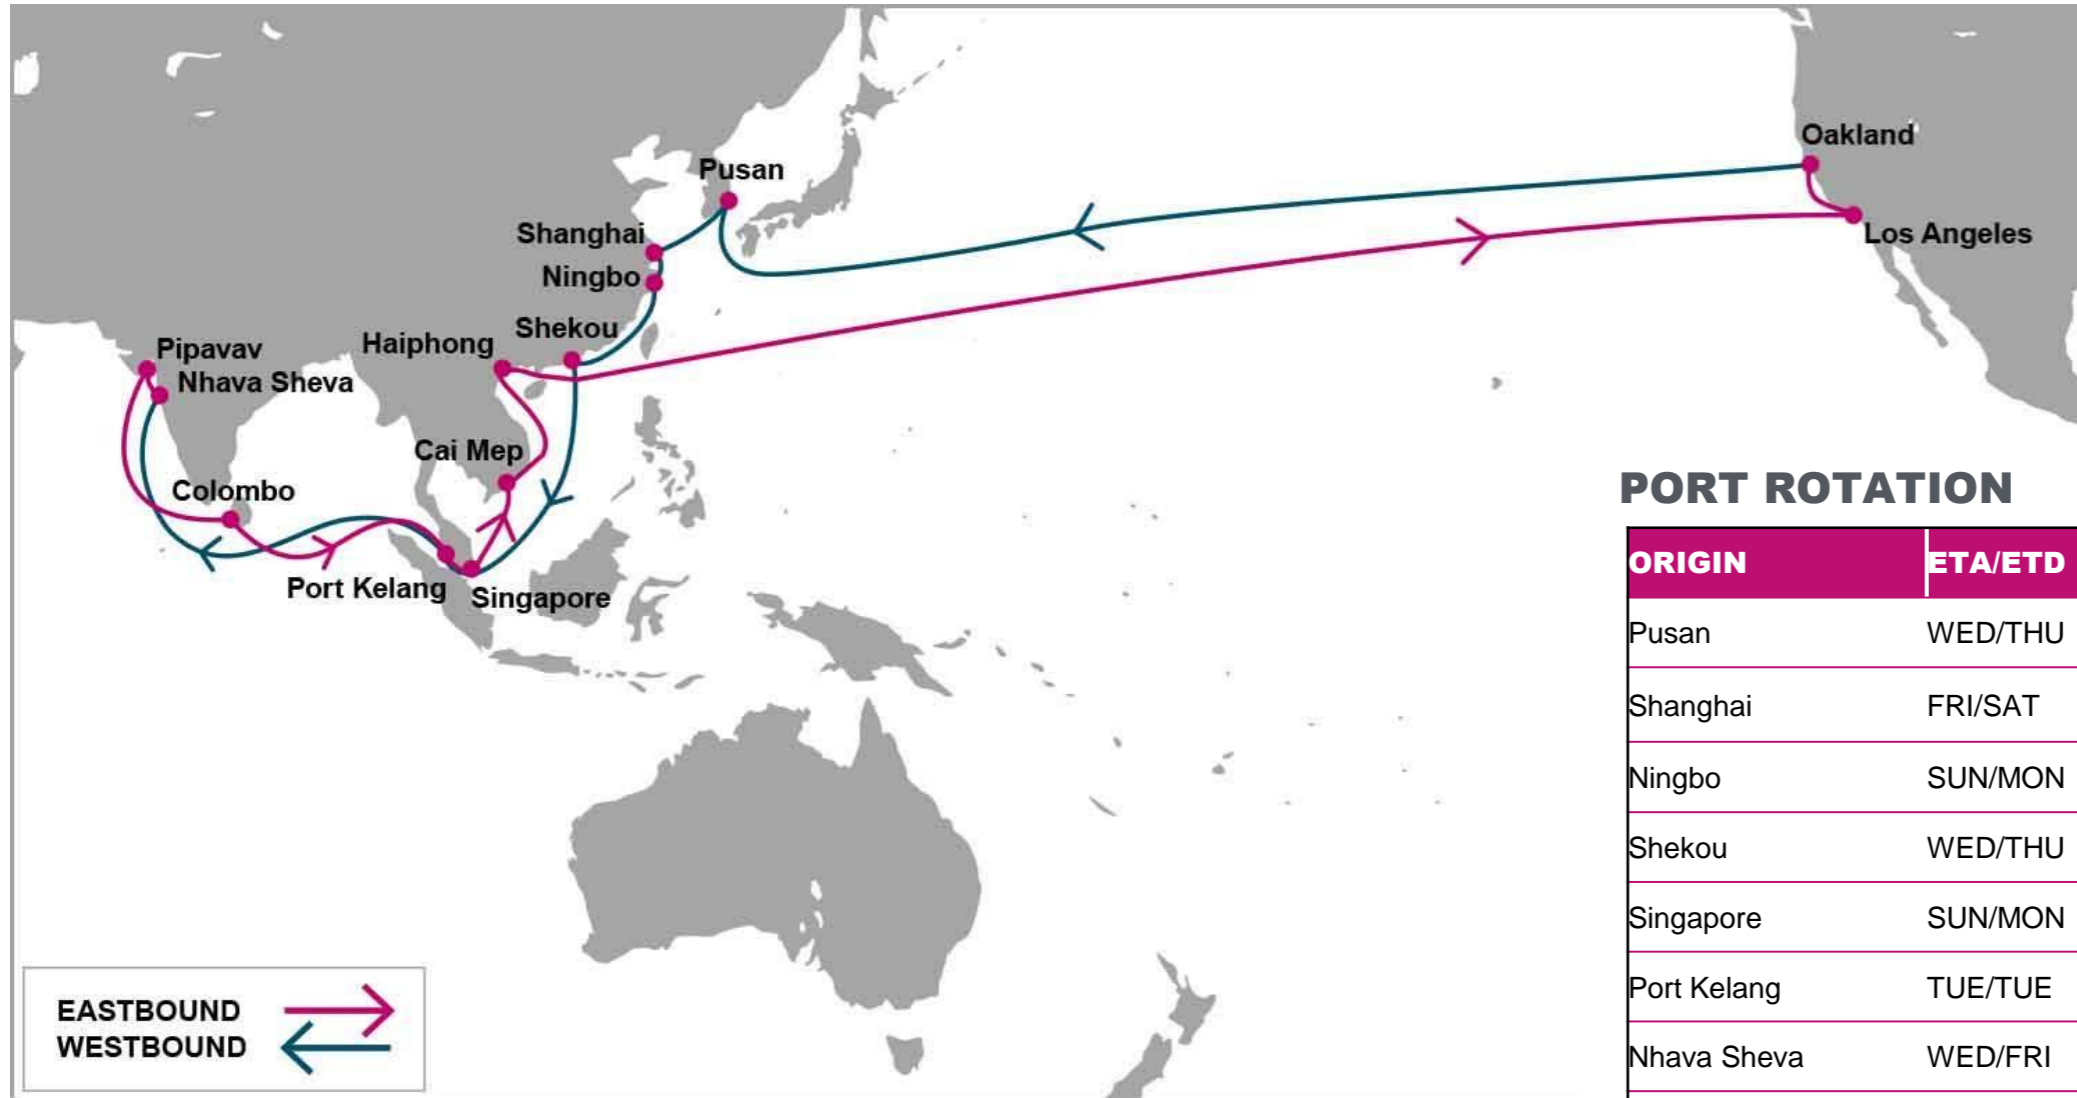 Oakland
Pusan
Shanghai
Los Angeles
Ningbo
Shekou
Haiphong
Pipavav
Nhava Sheva
Cai Mep
Colombo
Port Kelang
Singapore
EASTBOUND
WESTBOUND
PORT ROTATION
ORIGIN ETA/ETD
Pusan WED/THU
Shanghai FRI/SAT
Ningbo SUN/MON
Shekou WED/THU
Singapore SUN/MON
Port Kelang TUE/TUE
Nhava Sheva WED/FRI